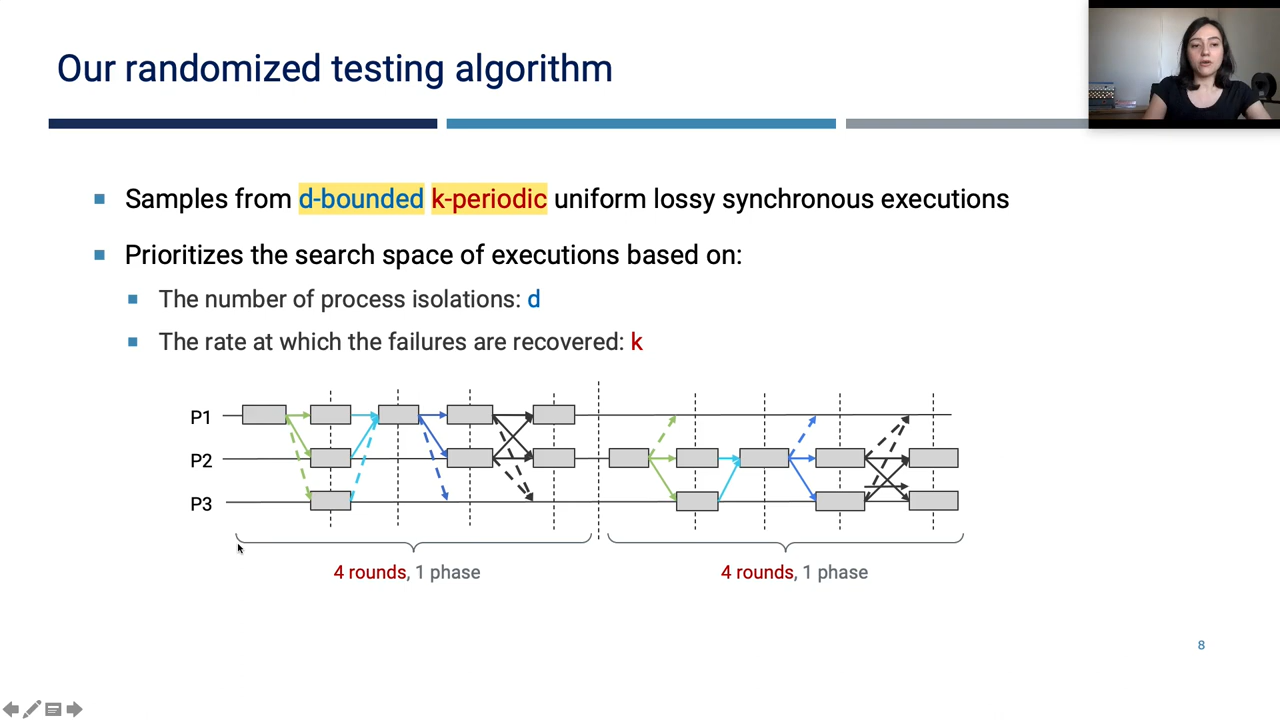 Our randomized testing algorithm
Samples from d-bounded k-periodic uniform lossy synchronous executions
Prioritizes the search space of executions based on:
The number of process isolations: d
The rate at which the failures are recovered: k
P1
P2
P3
4 rounds, 1 phase
4 rounds, 1 phase
8